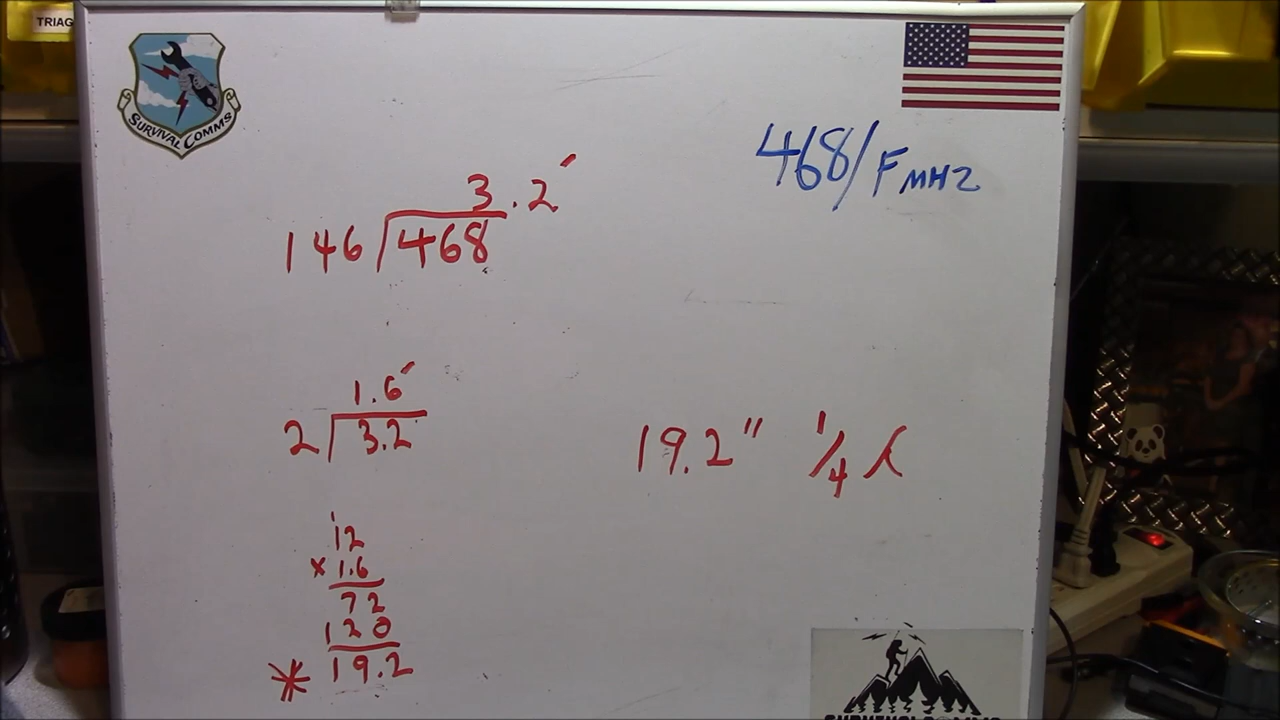 TRIAG
SURVIVAL COMMS
468/F MHZ
3.2'
146 468
1.6'
2 3.2
19.2" 1/4 λ
1
12
x 1.6
72
120
* 19.2